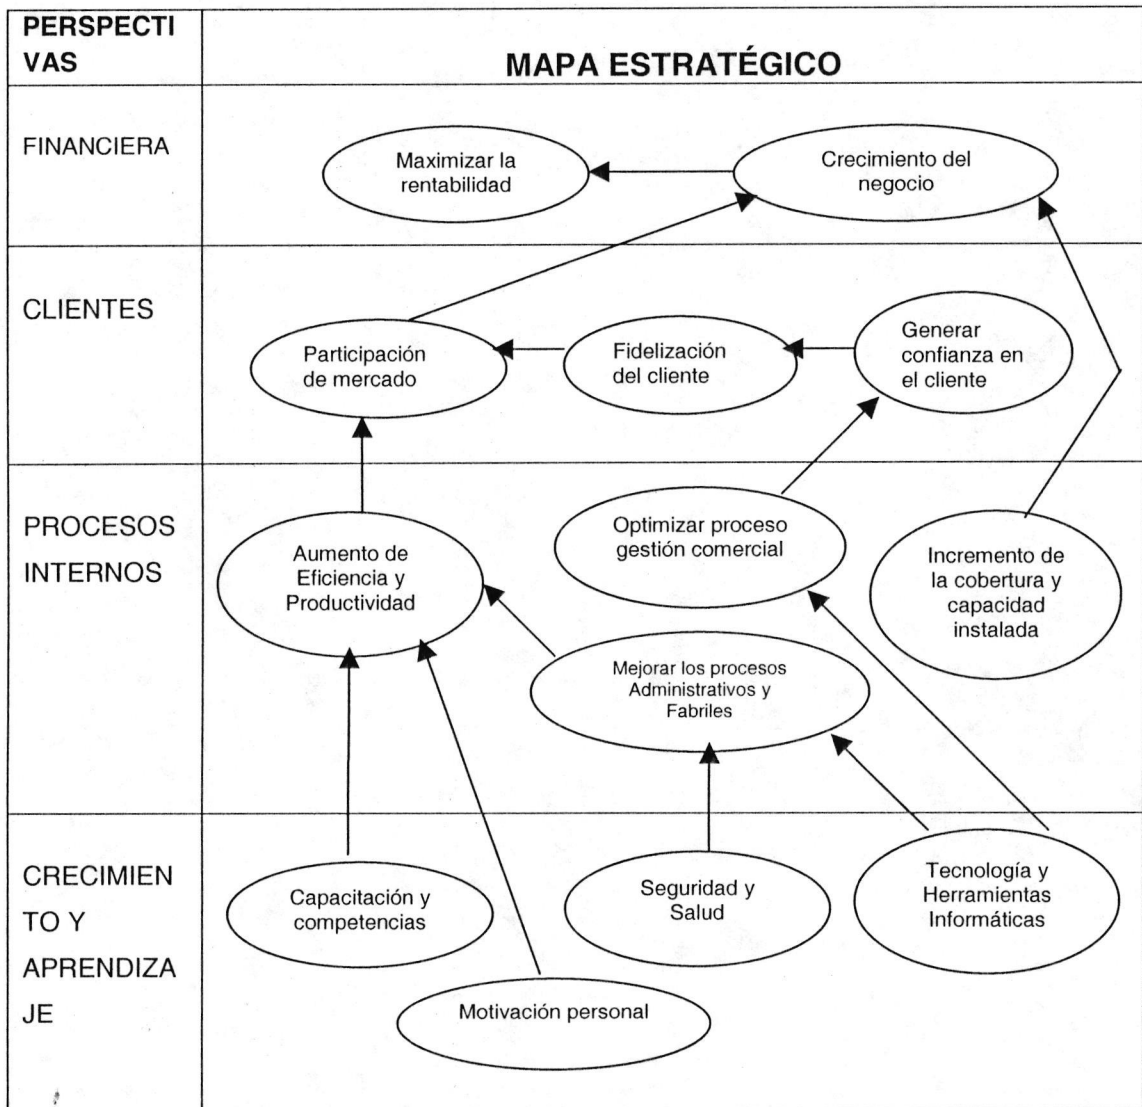 PERSPECTI
VAS
MAPA ESTRATÉGICO
FINANCIERA
Maximizar la
rentabilidad
Crecimiento del
negocio
CLIENTES
Participación
de mercado
Fidelización
del cliente
Generar
confianza en
el cliente
PROCESOS
INTERNOS
Aumento de
Eficiencia y
Productividad
Optimizar proceso
gestión comercial
Incremento de
la cobertura y
capacidad
instalada
Mejorar los procesos
Administrativos y
Fabriles
CRECIMIEN
TO Y
APRENDIZA
JE
Capacitación y
competencias
Seguridad y
Salud
Tecnología y
Herramientas
Informáticas
Motivación personal